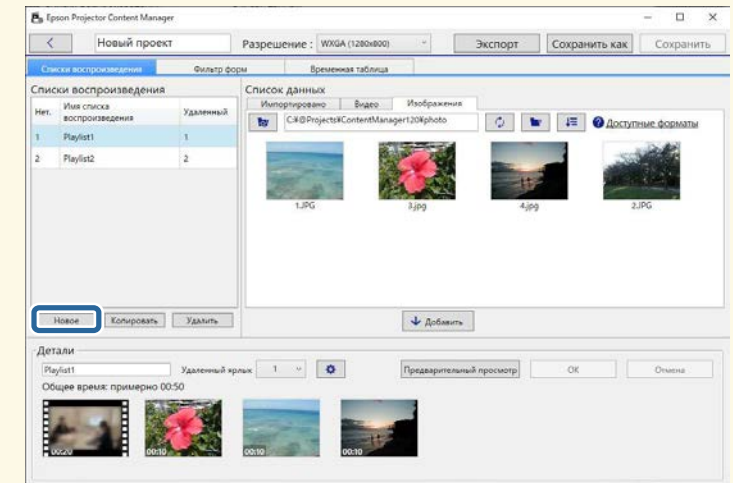 Epson Projector Content Manager
Новый проект Разрешение : WXGA (1280x800) Экспорт Сохранить как Сохранить
Списки воспроизведения Фильтр форм Временная таблица
Списки воспроизведения Список данных
Нет. Имя списка воспроизведения Удаленный
1 Playlist1 1
2 Playlist2 2
Импортировано Видео Изображения
C:¥@Projects¥ContentManager120¥photo Доступные форматы
1.JPG 3.jpg 4.jpg 2.JPG
Новое Копировать Удалить Добавить
Детали
Playlist1 Удаленный ярлык 1 Предварительный просмотр OK Отмена
Общее время: примерно 00:50
00:20 00:10 00:10 00:10